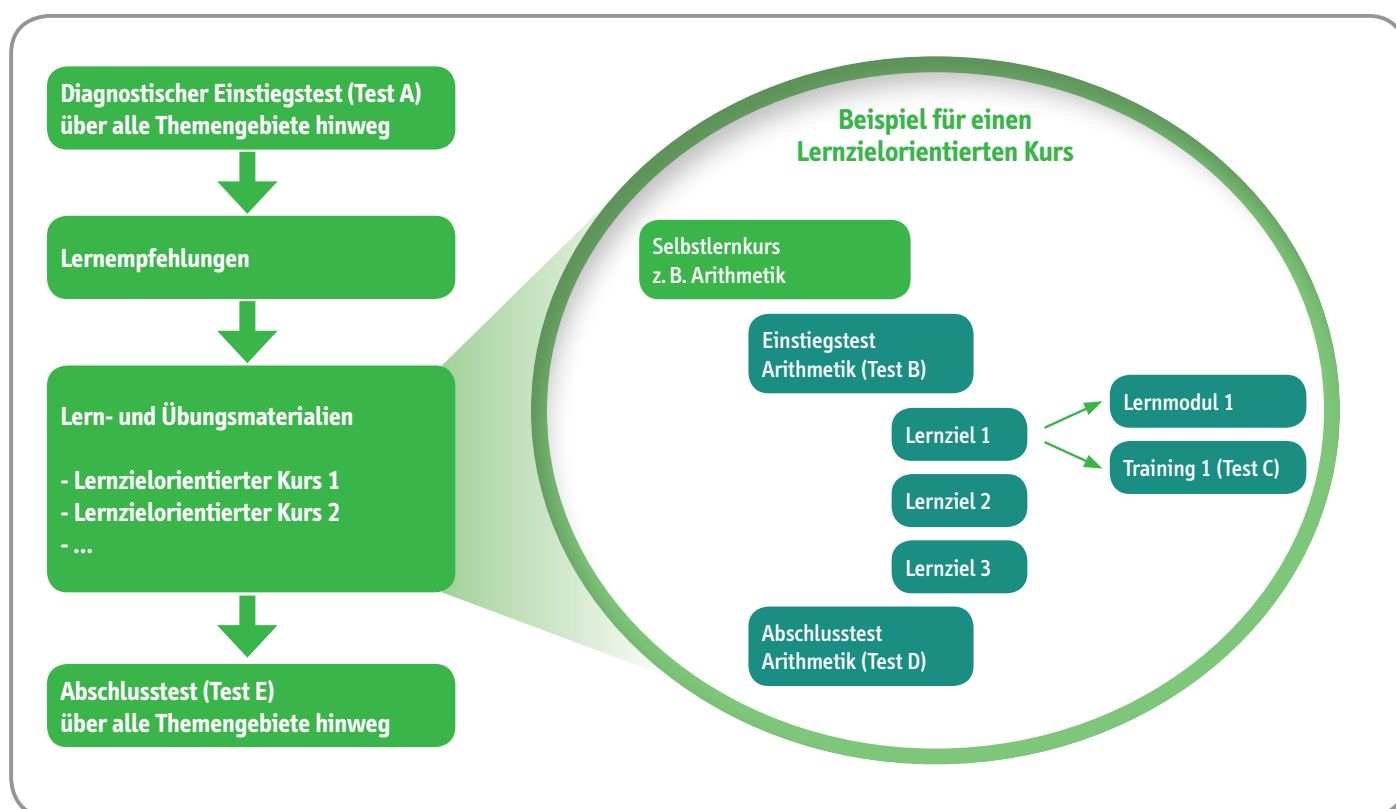 Diagnostischer Einstiegstest (Test A)
über alle Themengebiete hinweg
Lernempfehlungen
Lern- und Übungsmaterialien
- Lernzielorientierter Kurs 1
- Lernzielorientierter Kurs 2
- ...
Abschlusstest (Test E)
über alle Themengebiete hinweg
Beispiel für einen
Lernzielorientierten Kurs
Selbstlernkurs
z. B. Arithmetik
Einstiegstest
Arithmetik (Test B)
Lernziel 1
Lernmodul 1
Training 1 (Test C)
Lernziel 2
Lernziel 3
Abschlusstest
Arithmetik (Test D)